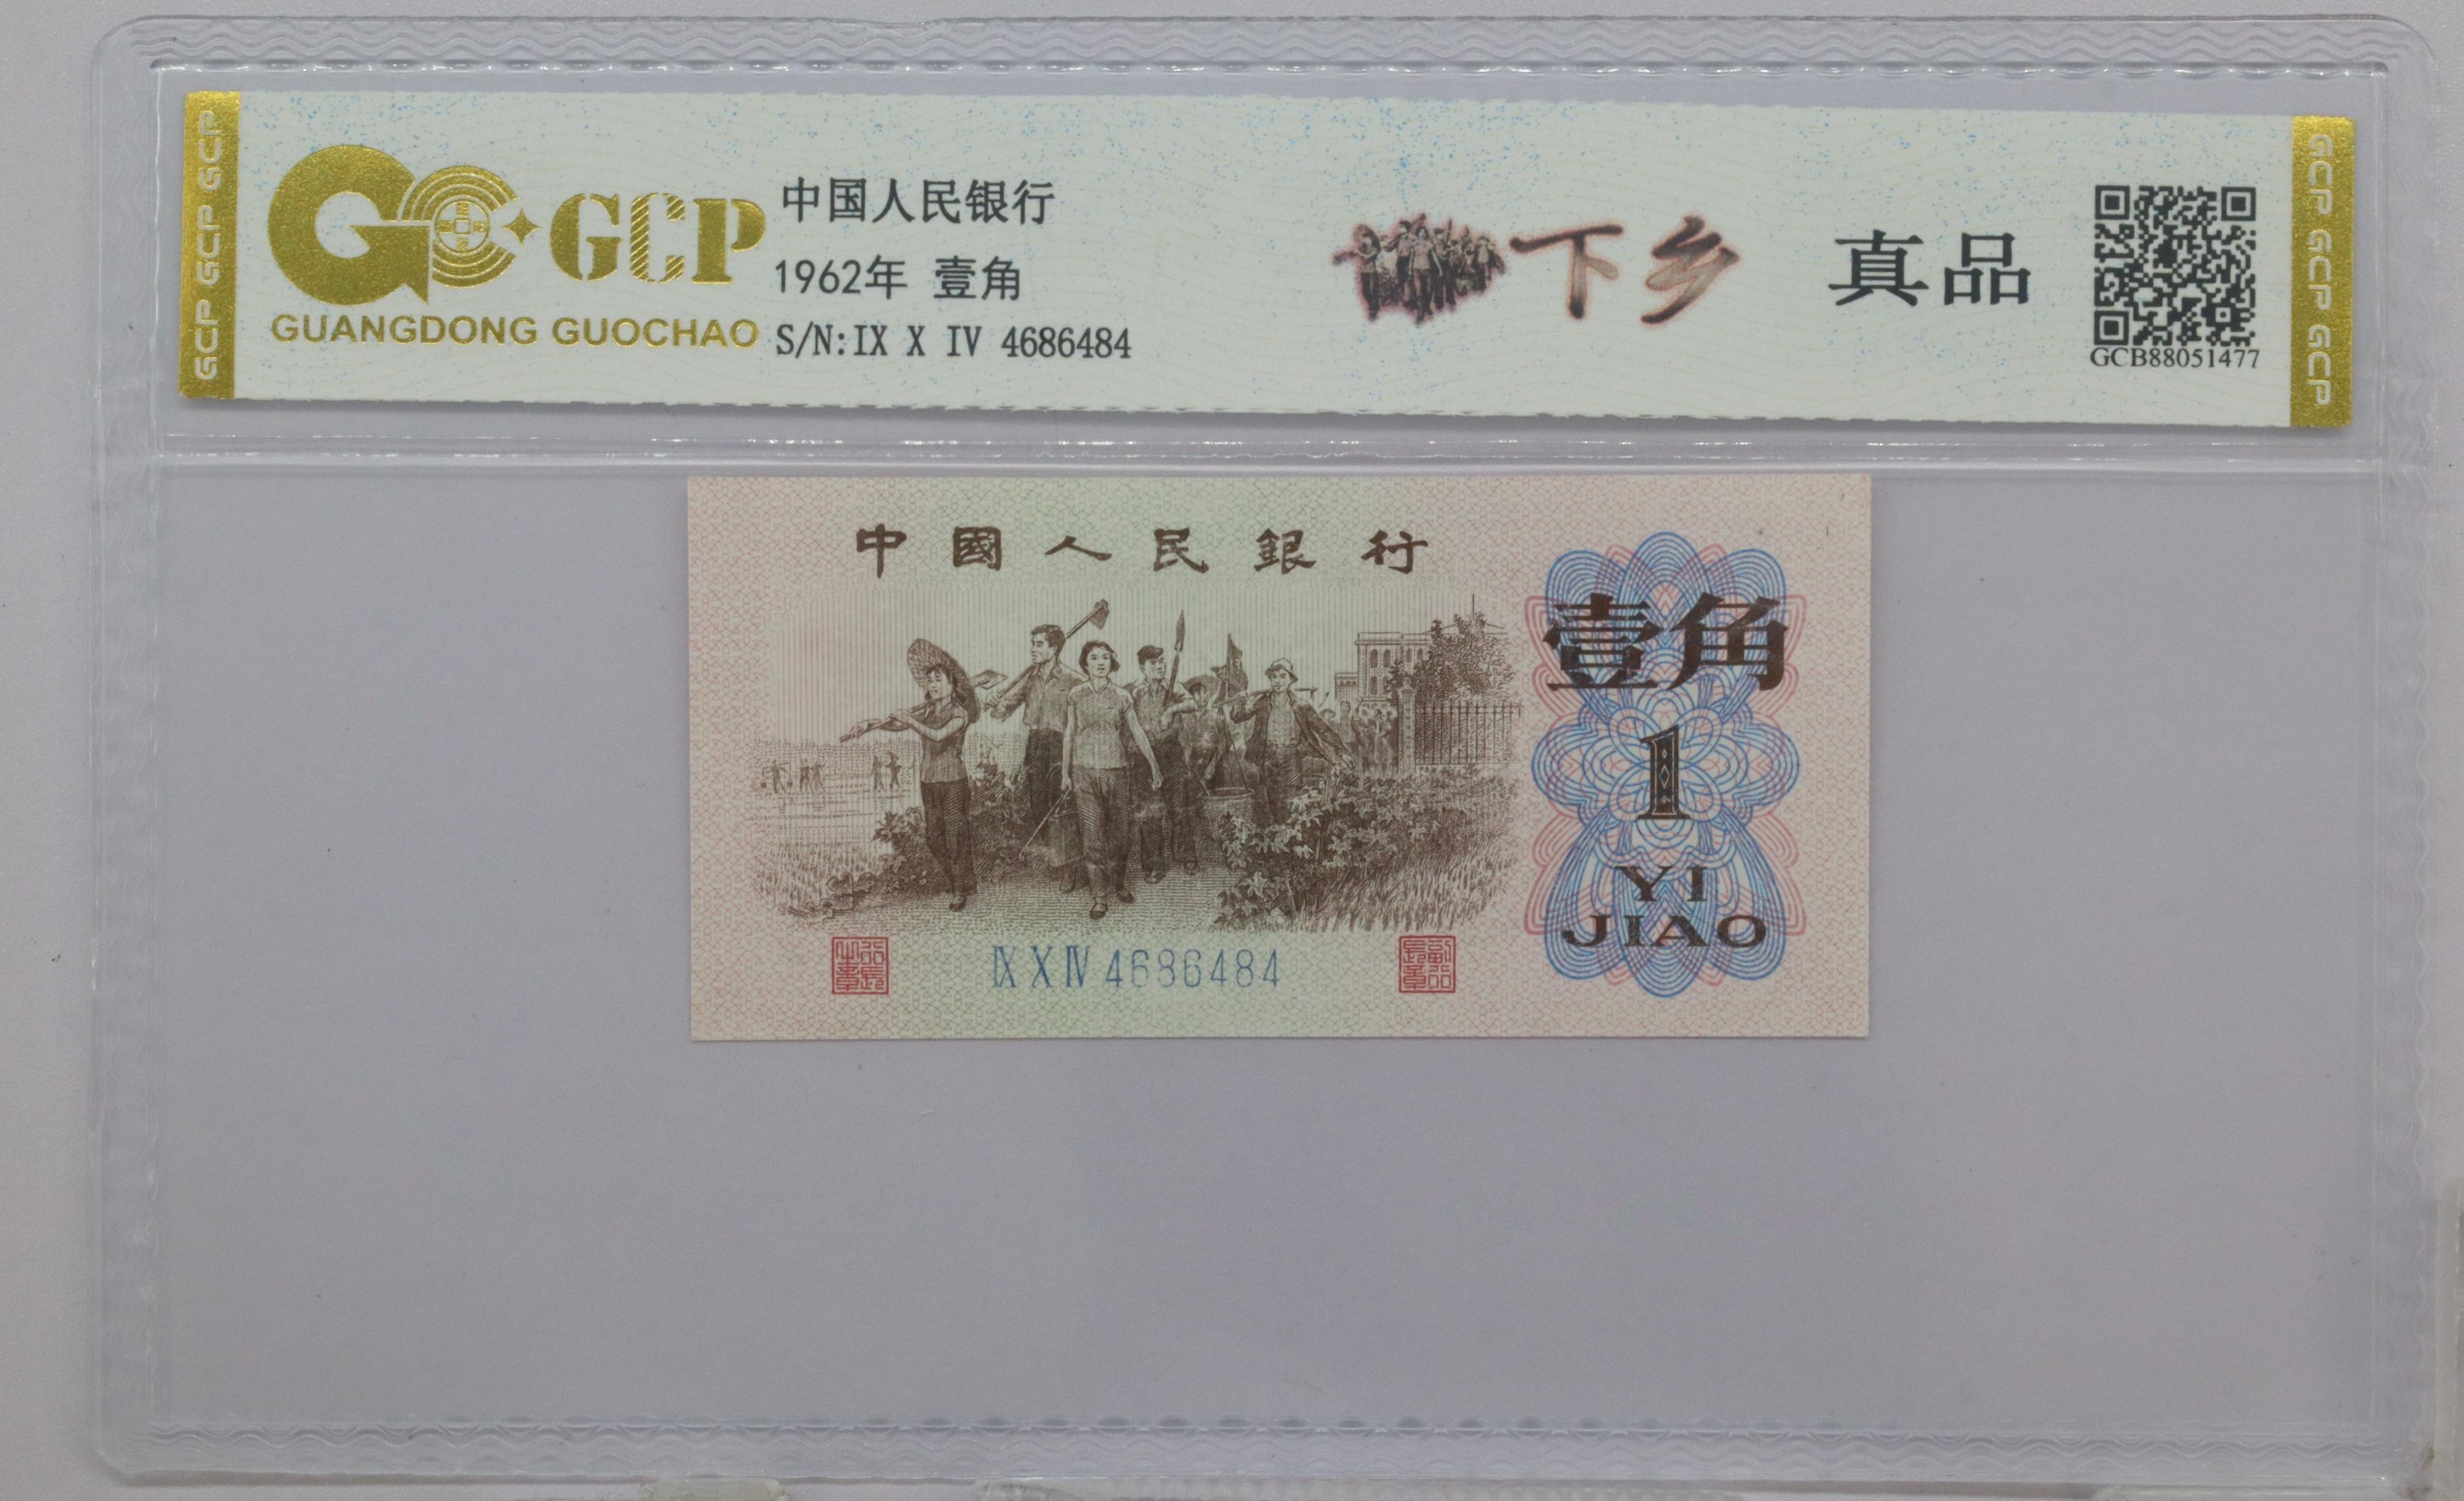 GCP GCP GCP
GCP
GUANGDONG GUOCHAO
中国人民银行
1962年 壹角
S/N:IX X IV 4686484
下乡
真品
GCB88051477
GCP GCP GCP
中國人民銀行
壹角
1
YI
JIAO
ⅨⅩⅣ 4686484